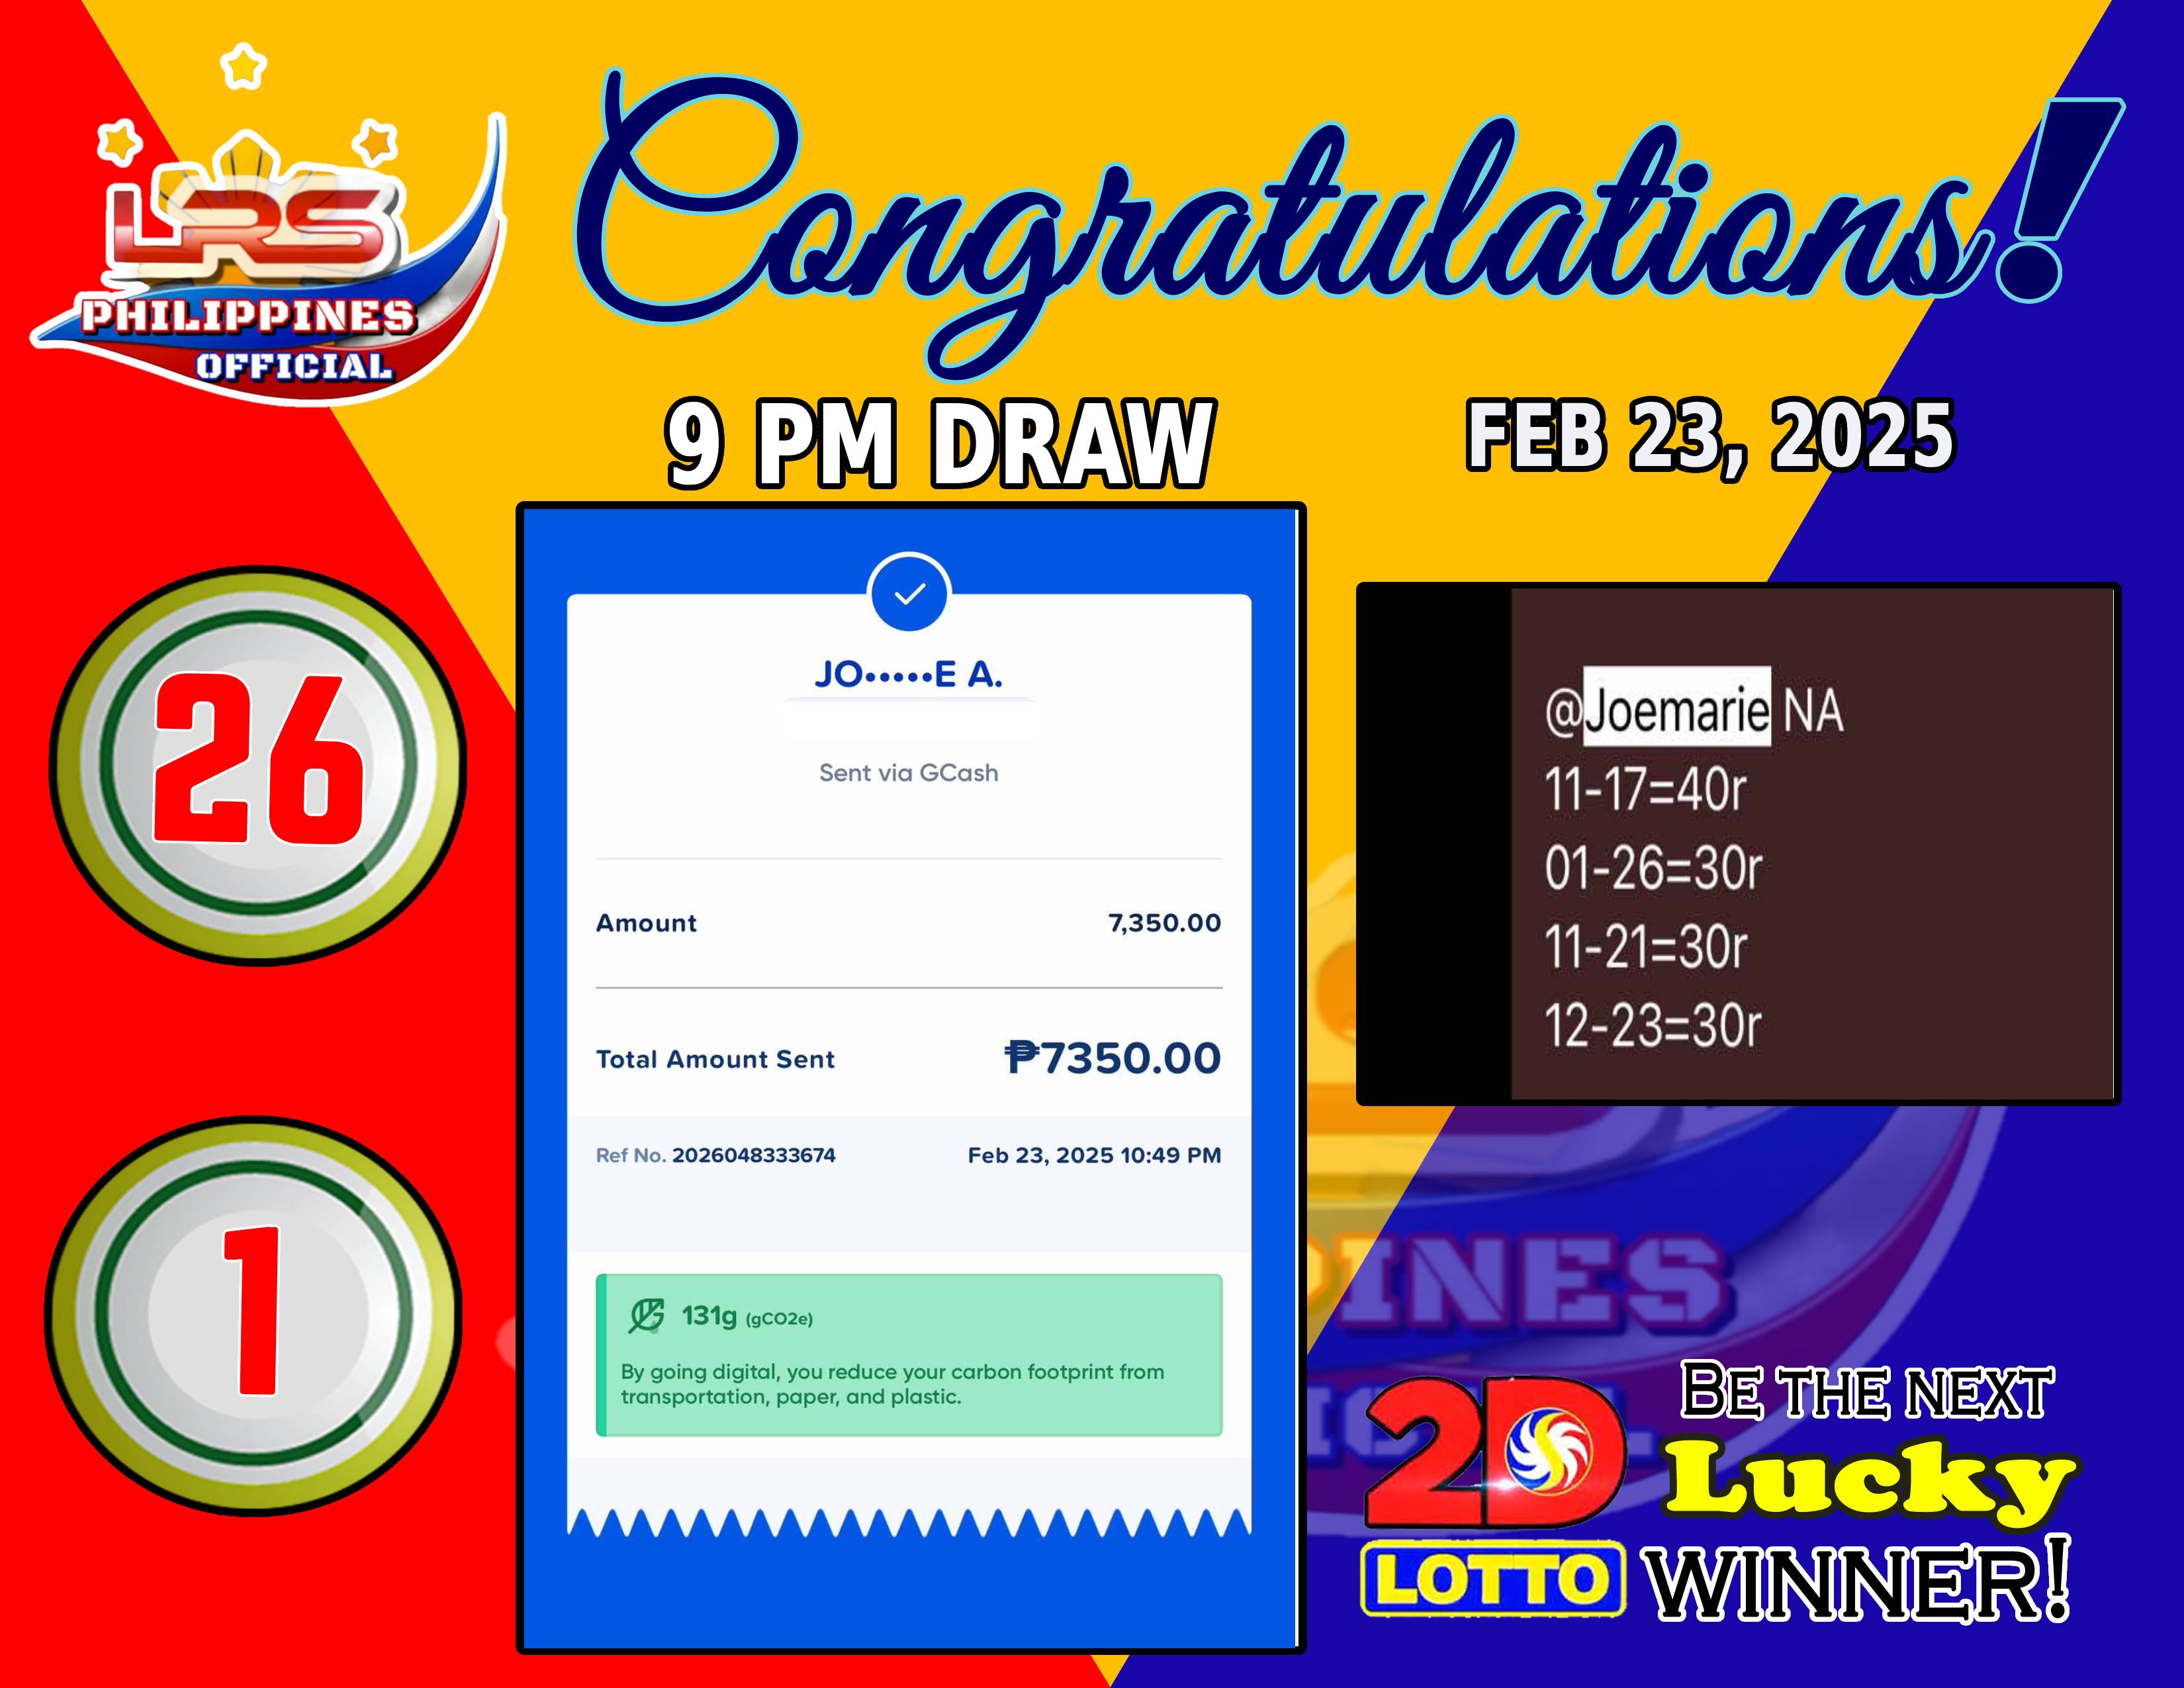 LRS
PHILIPPINES
OFFICIAL
Congratulations!
9 PM DRAW
FEB 23, 2025
26
1
JO•••••E A.
Sent via GCash
Amount 7,350.00
Total Amount Sent ₱7350.00
Ref No. 2026048333674 Feb 23, 2025 10:49 PM
131g (gCO2e)
By going digital, you reduce your carbon footprint from
transportation, paper, and plastic.
@Joemarie NA
11-17=40r
01-26=30r
11-21=30r
12-23=30r
PINES
2D
LOTTO
BE THE NEXT
Lucky
WINNER!